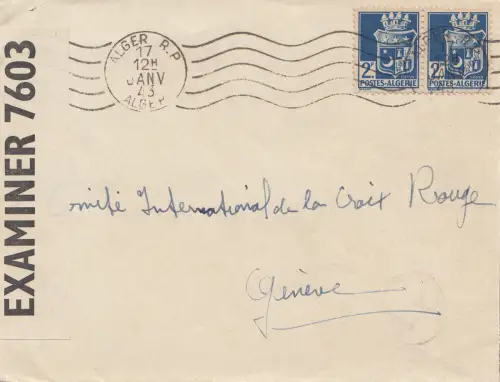 EXAMINER 7603
ALGER R.P
17
12H
JANV
43
ALGER
2F
POSTES-ALGERIE
2F
POSTES-ALGERIE
Comité International de la Croix Rouge
Genève